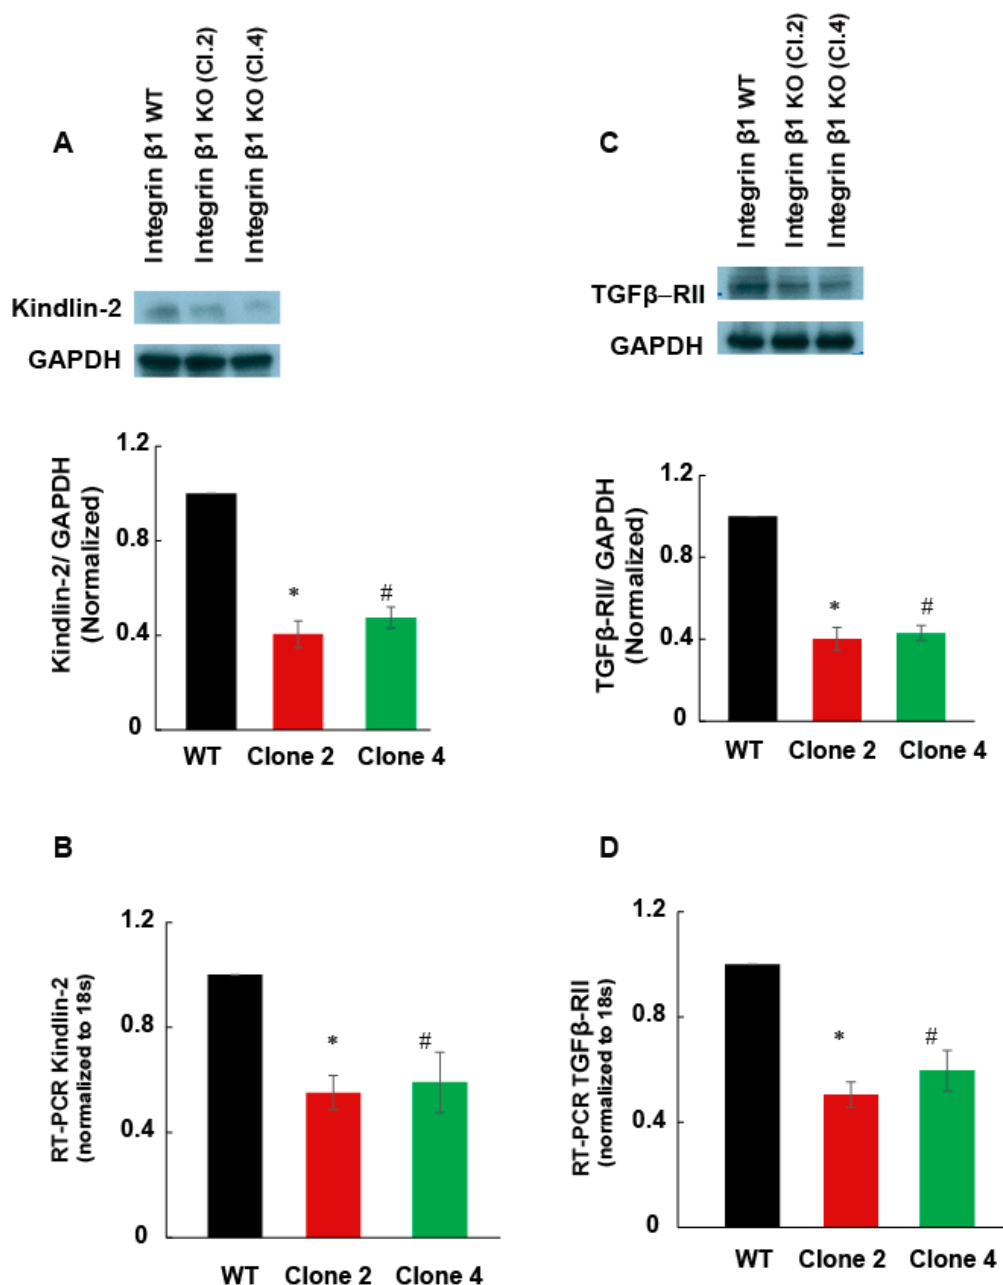 A
Integrin β1 WT
Integrin β1 KO (Cl.2)
Integrin β1 KO (Cl.4)
Kindlin-2
GAPDH
Kindlin-2/ GAPDH
(Normalized)
1.2
0.8
0.4
0
*
#
WT Clone 2 Clone 4
C
Integrin β1 WT
Integrin β1 KO (Cl.2)
Integrin β1 KO (Cl.4)
TGFβ–RII
GAPDH
TGFβ-RII/ GAPDH
(Normalized)
1.2
0.8
0.4
0
*
#
WT Clone 2 Clone 4
B
RT-PCR Kindlin-2
(normalized to 18s)
1.2
0.8
0.4
0
*
#
WT Clone 2 Clone 4
D
RT-PCR TGFβ-RII
(normalized to 18s)
1.2
0.8
0.4
0
*
#
WT Clone 2 Clone 4